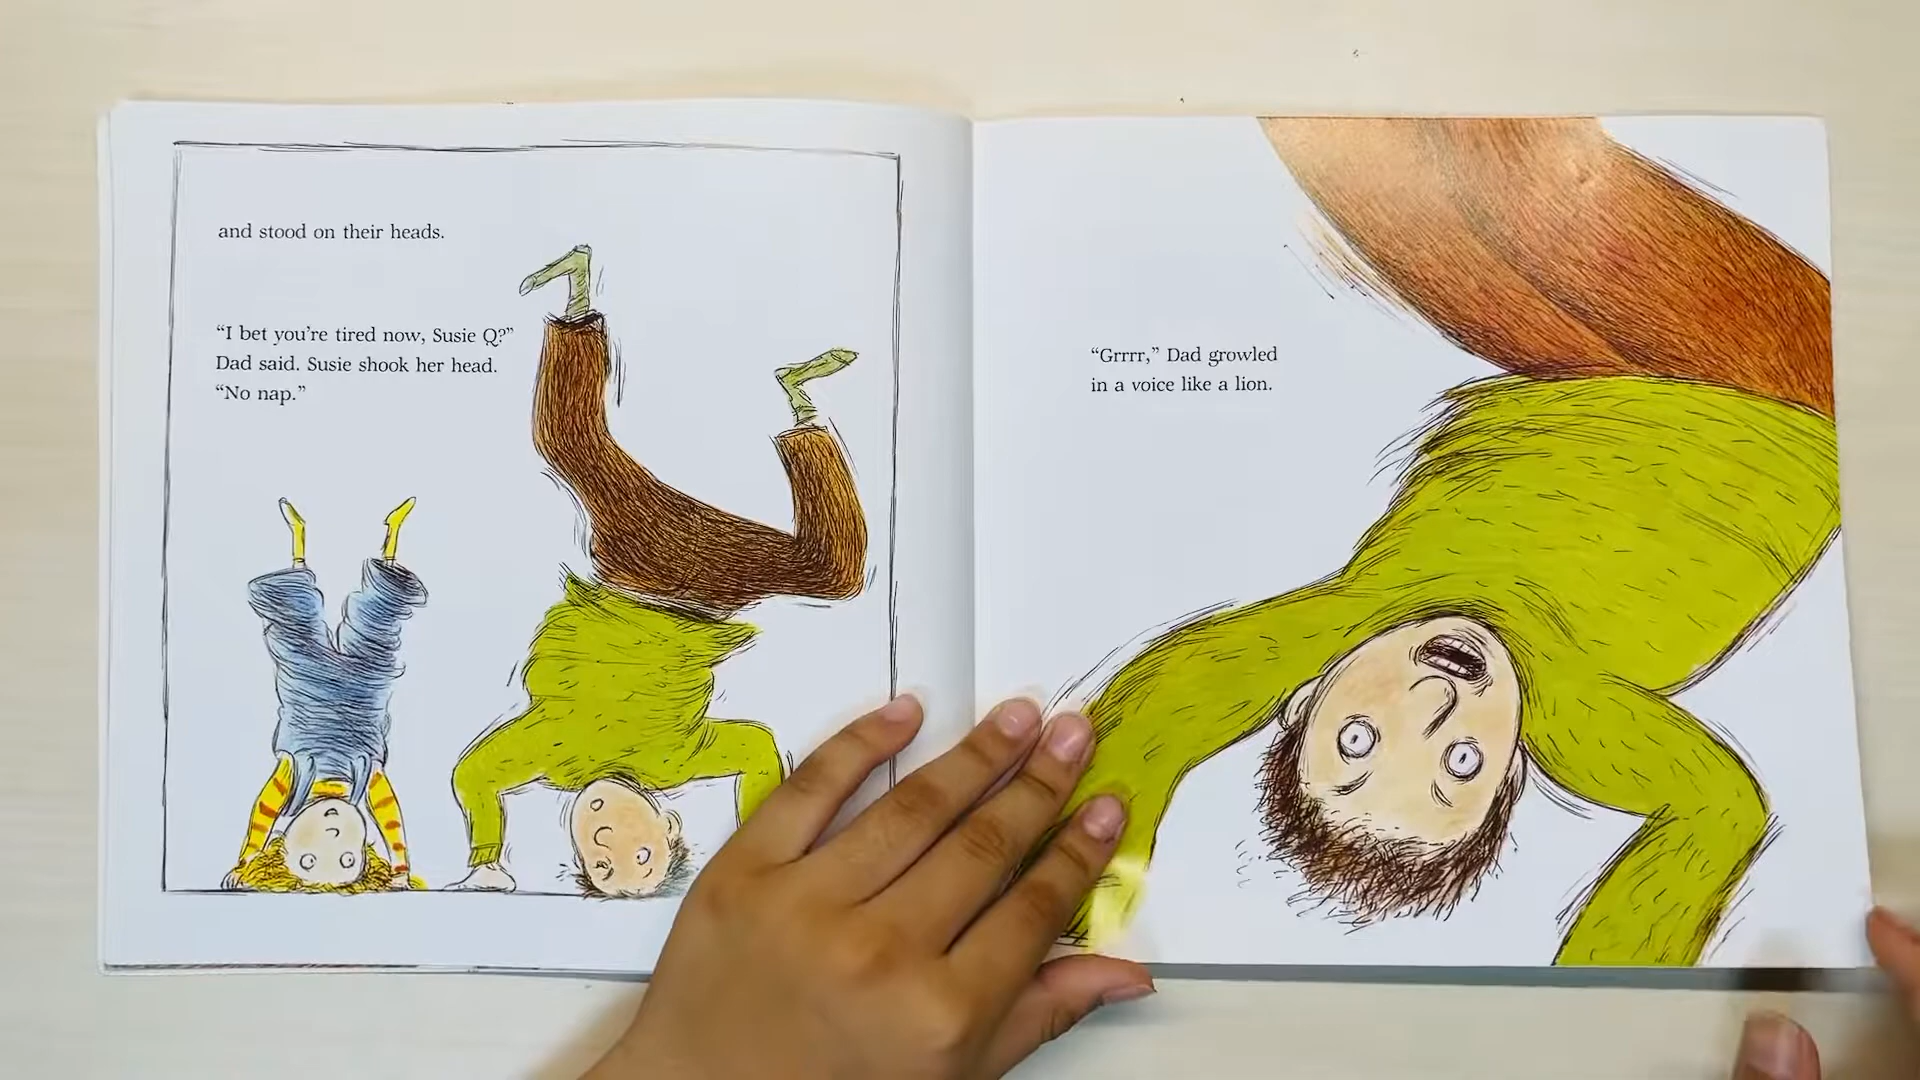 and stood on their heads.
“I bet you’re tired now, Susie Q?”
Dad said. Susie shook her head.
“No nap.”
“Grrrr,” Dad growled
in a voice like a lion.